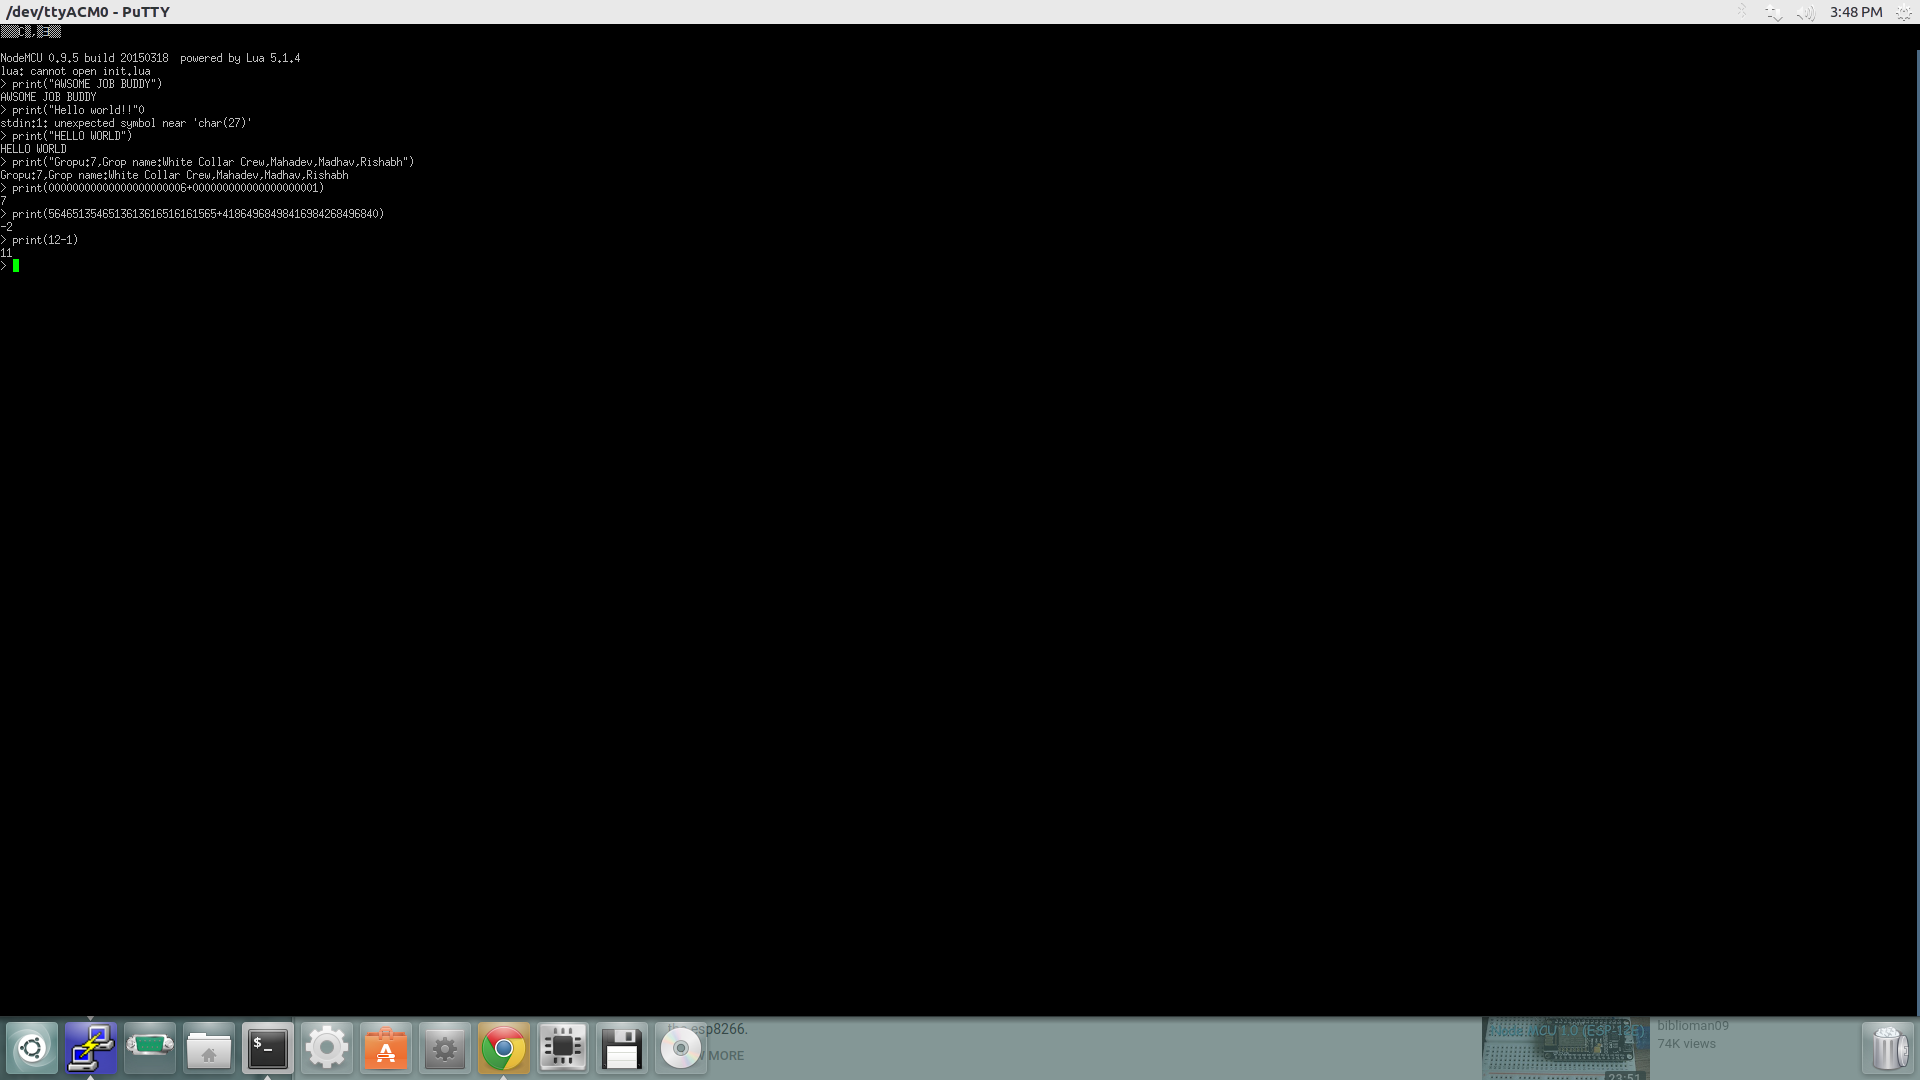 /dev/ttyACM0 - PuTTY
3:48 PM
NodeMCU 0.9.5 build 20150318  powered by Lua 5.1.4
lua: cannot open init.lua
> print("AWSOME JOB BUDDY")
AWSOME JOB BUDDY
> print("Hello world!!"0
stdin:1: unexpected symbol near 'char(27)'
> print("HELLO WORLD")
HELLO WORLD
> print("Gropu:7,Grop name:White Collar Crew,Mahadev,Madhav,Rishabh")
Gropu:7,Grop name:White Collar Crew,Mahadev,Madhav,Rishabh
> print(00000000000000000000006+000000000000000000001)
7
> print(5646513546513613616516161565+41864968498416984268496840)
-2
> print(12-1)
11
>
esp8266.
MORE
NodeMCU 1.0 (ESP-12E)
23:51
biblioman09
74K views